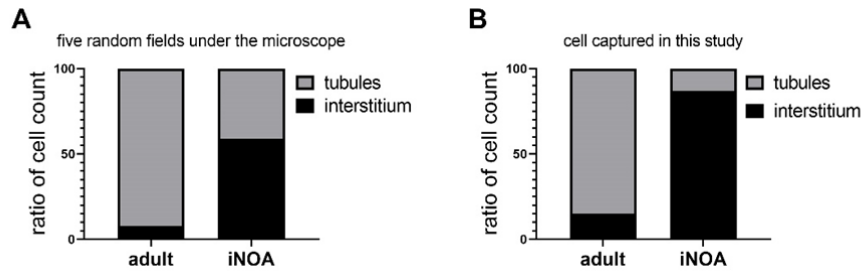 A
five random fields under the microscope
ratio of cell count
100
50
0
adult
iNOA
tubules
interstitium
B
cell captured in this study
ratio of cell count
100
50
0
adult
iNOA
tubules
interstitium